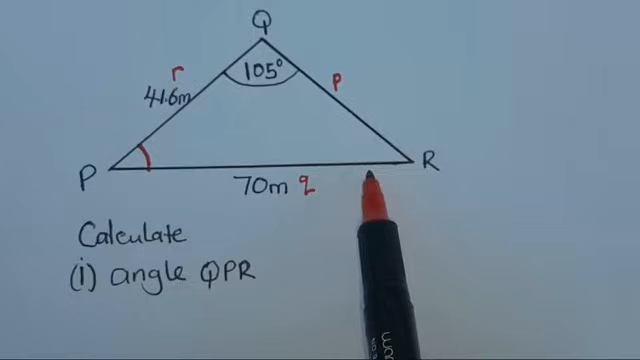 Q
r
41.6m
105°
p
P
R
70m q
Calculate
(i) angle QPR